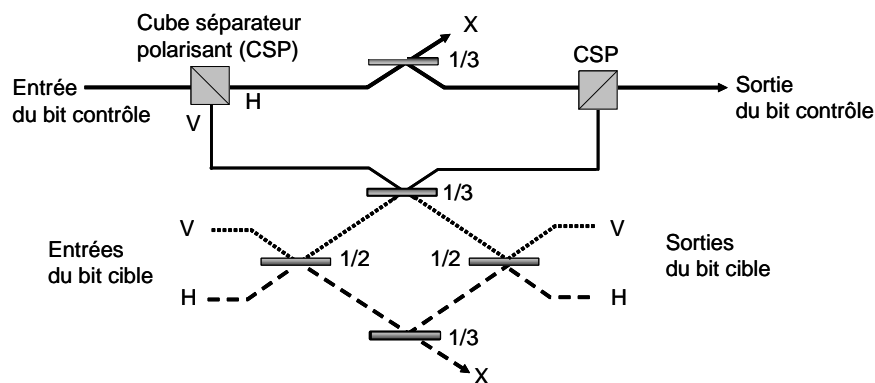 Cube séparateur
polarisant (CSP)
X
1/3
CSP
Entrée
du bit contrôle
H
V
Sortie
du bit contrôle
1/3
V
V
Entrées
du bit cible
1/2
1/2
Sorties
du bit cible
H
H
1/3
X